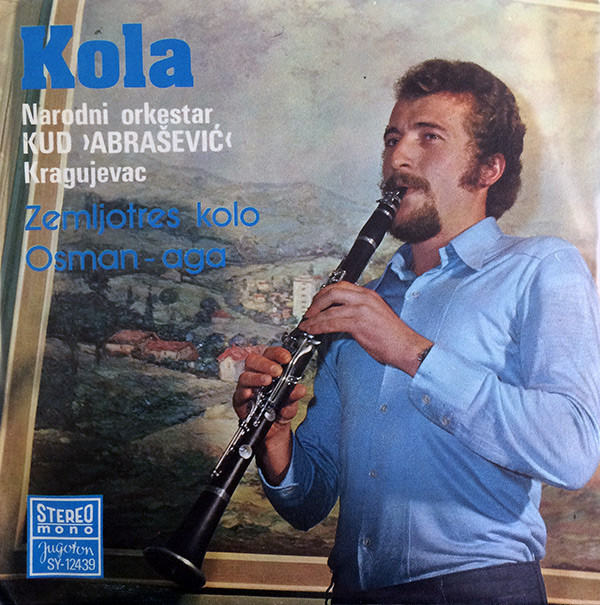 Kola
Narodni orkestar
KUD ›ABRAŠEVIĆ‹
Kragujevac
Zemljotres kolo
Osman-aga
STEREO
mono
Jugoton
SY-12439